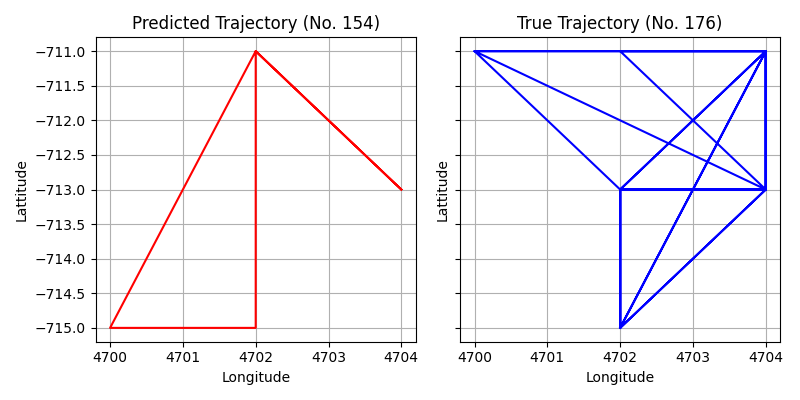 Predicted Trajectory (No. 154)
True Trajectory (No. 176)
−711.0
−711.5
−712.0
−712.5
−713.0
−713.5
−714.0
−714.5
−715.0
Lattitude
Lattitude
4700 4701 4702 4703 4704
4700 4701 4702 4703 4704
Longitude
Longitude